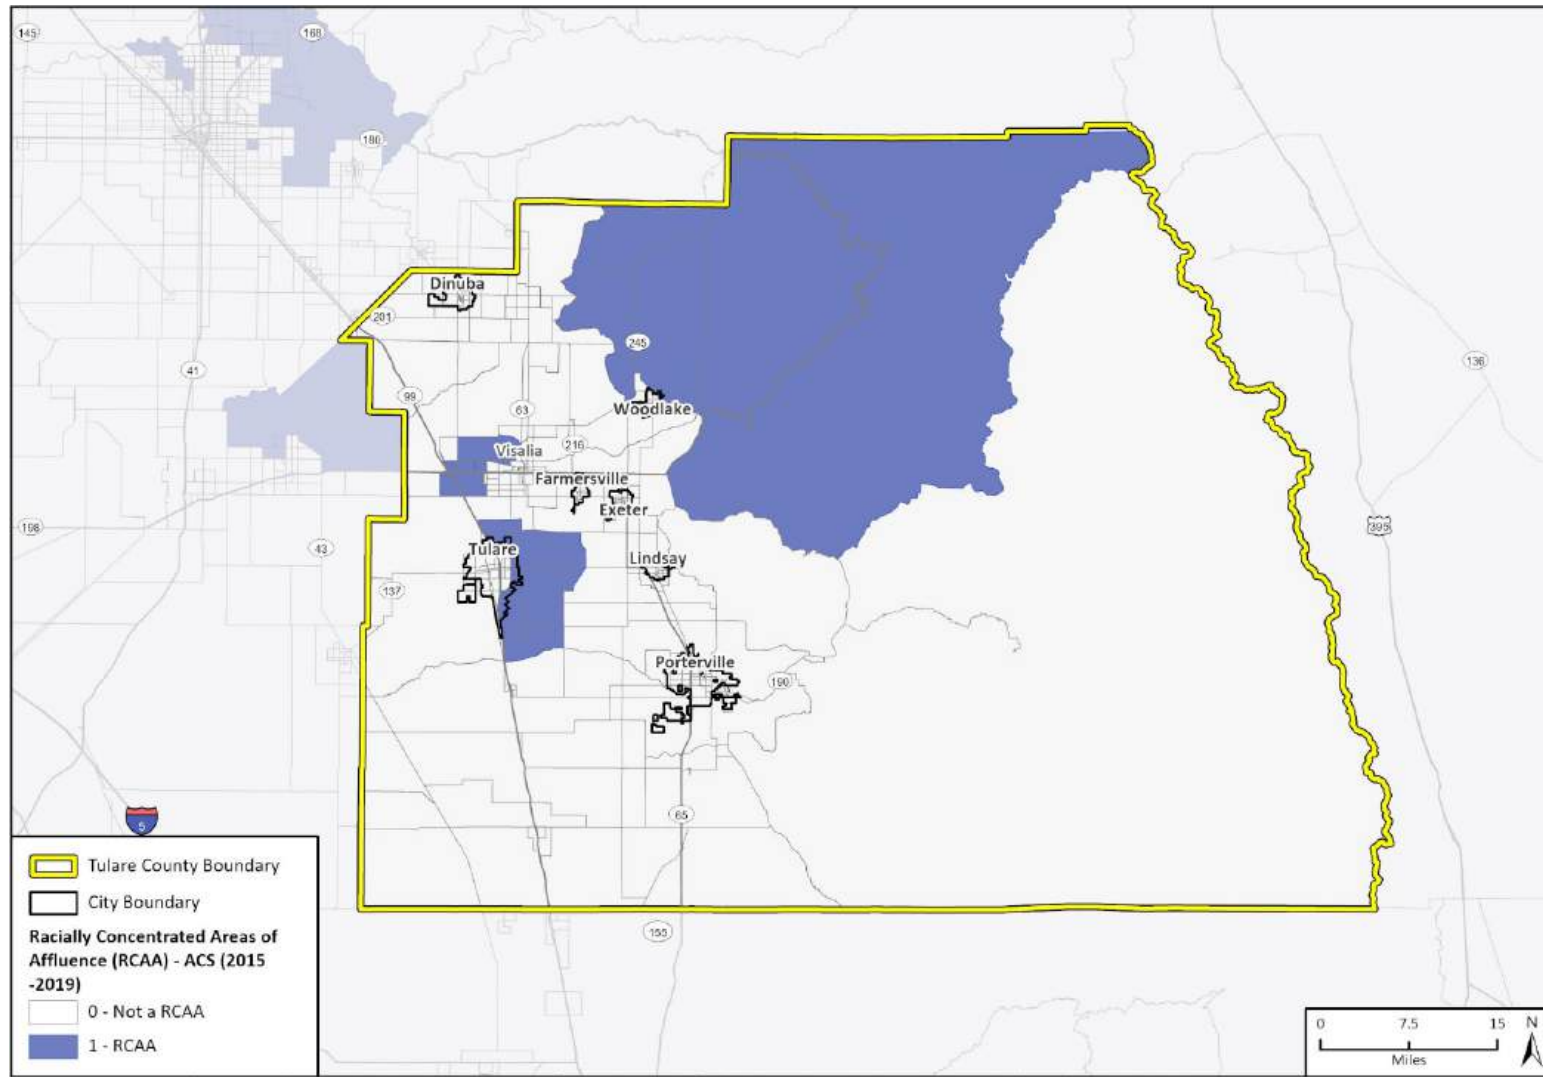 145
168
180
Dinuba
201
245
41
136
99
63
Woodlake
216
Visalia
Farmersville
Exeter
395
198
43
Tulare
Lindsay
137
Porterville
190
65
5
155
Tulare County Boundary
City Boundary
Racially Concentrated Areas of
Affluence (RCAA) - ACS (2015
-2019)
0 - Not a RCAA
1 - RCAA
0 7.5 15
Miles
N